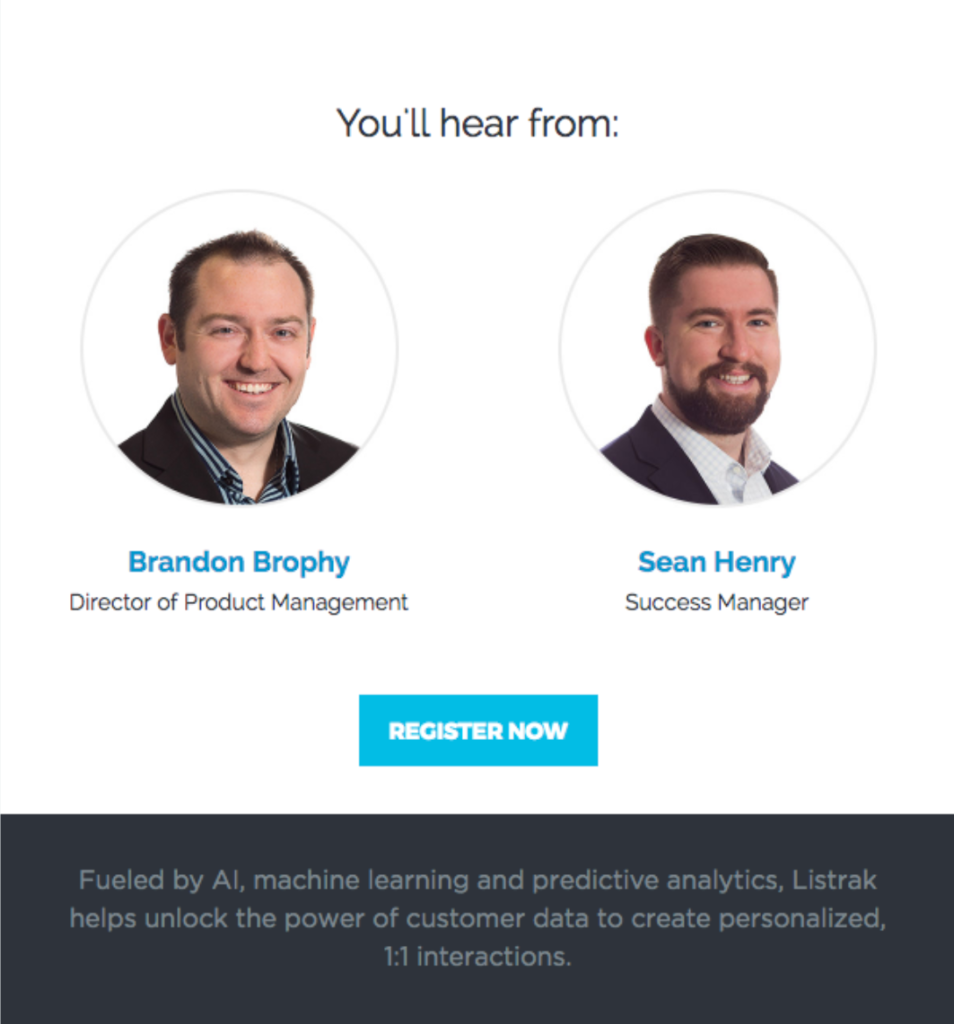 You'll hear from:
Brandon Brophy
Sean Henry
Director of Product Management
Success Manager
REGISTER NOW
Fueled by AI, machine learning and predictive analytics, Listrak
helps unlock the power of customer data to create personalized,
1:1 interactions.